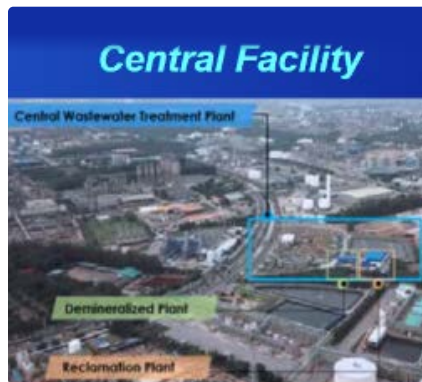 Central Facility
Central Wastewater Treatment Plant
Demineralized Plant
Reclamation Plant